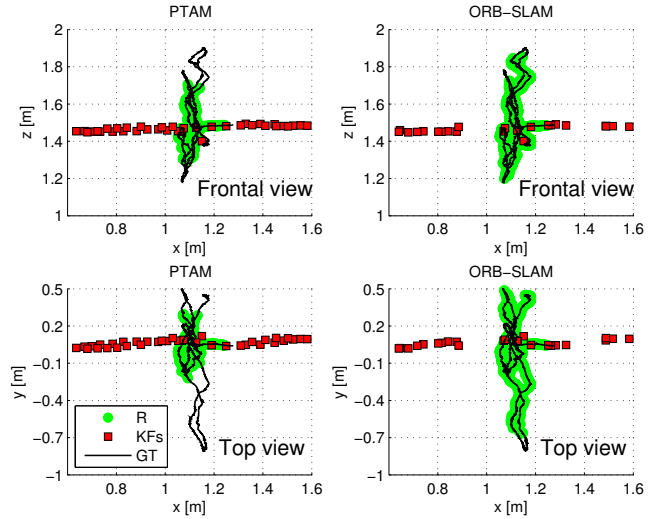 PTAM
ORB−SLAM
2
1.8
1.6
1.4
1.2
1
z [m]
Frontal view
0.8 1 1.2 1.4 1.6
x [m]
2
1.8
1.6
1.4
1.2
1
z [m]
Frontal view
0.8 1 1.2 1.4 1.6
x [m]
PTAM
ORB−SLAM
0.5
0.2
−0.1
−0.4
−0.7
−1
y [m]
R
KFs
GT
Top view
0.8 1 1.2 1.4 1.6
x [m]
0.5
0.2
−0.1
−0.4
−0.7
−1
y [m]
Top view
0.8 1 1.2 1.4 1.6
x [m]